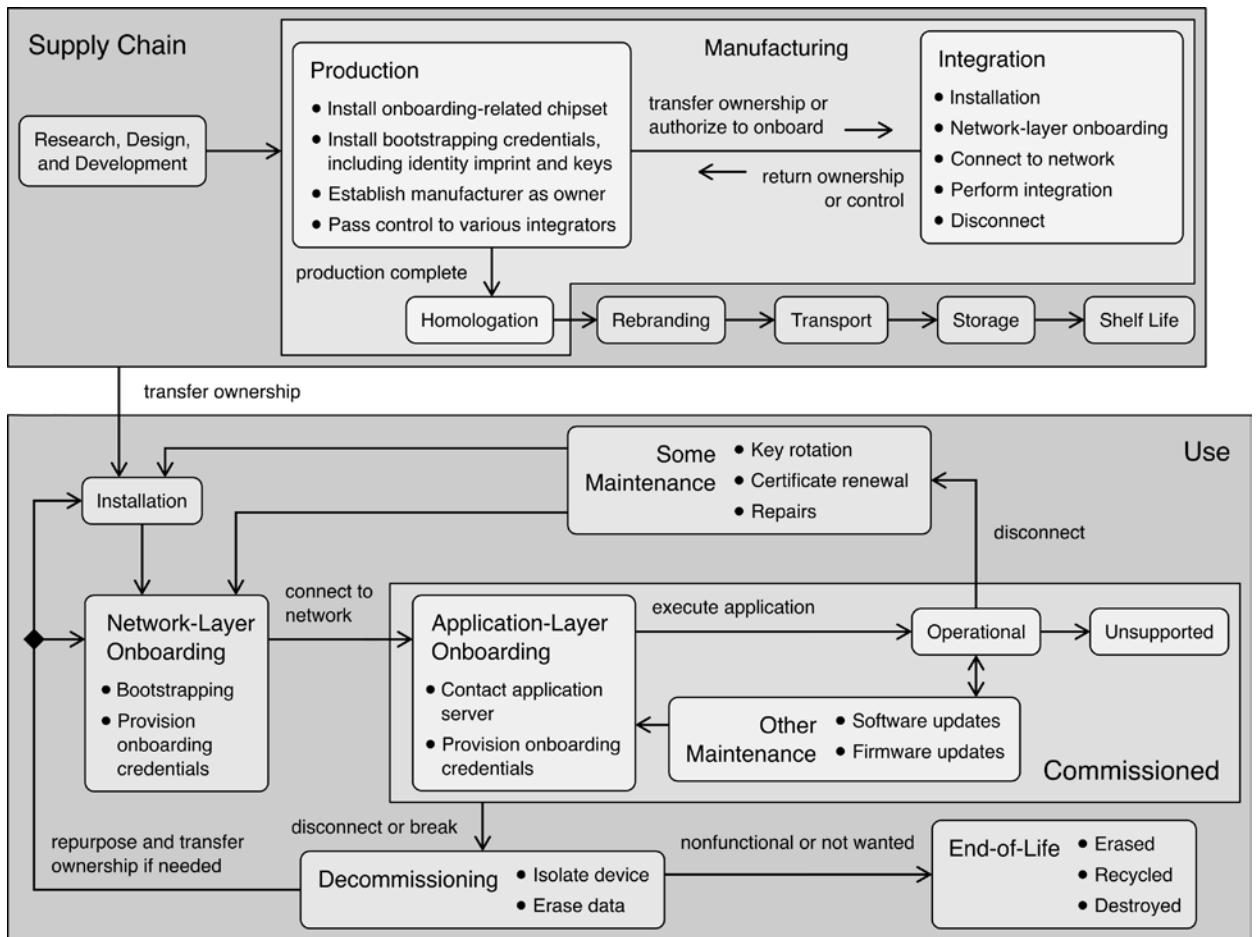 Supply Chain
Manufacturing
Research, Design,
and Development
Production
● Install onboarding-related chipset
● Install bootstrapping credentials,
including identity imprint and keys
● Establish manufacturer as owner
● Pass control to various integrators
transfer ownership or
authorize to onboard
return ownership
or control
Integration
● Installation
● Network-layer onboarding
● Connect to network
● Perform integration
● Disconnect
production complete
Homologation
Rebranding
Transport
Storage
Shelf Life
transfer ownership
Use
Some
Maintenance
● Key rotation
● Certificate renewal
● Repairs
Installation
disconnect
Network-Layer
Onboarding
● Bootstrapping
● Provision
onboarding
credentials
connect to
network
Application-Layer
Onboarding
● Contact application
server
● Provision onboarding
credentials
execute application
Operational
Unsupported
Other
Maintenance
● Software updates
● Firmware updates
Commissioned
disconnect or break
repurpose and transfer
ownership if needed
Decommissioning
● Isolate device
● Erase data
nonfunctional or not wanted
End-of-Life
● Erased
● Recycled
● Destroyed